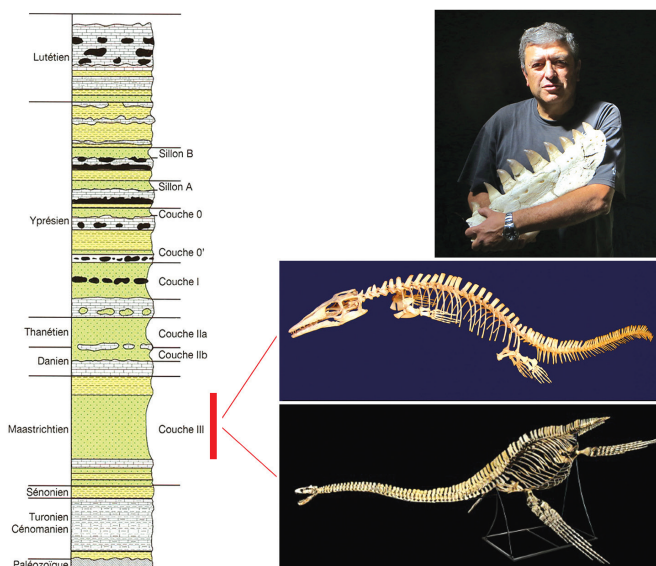 Lutétien
Sillon B
Sillon A
Yprésien
Couche 0
Couche 0'
Couche I
Thanétien
Couche IIa
Couche IIb
Danien
Maastrichtien
Couche III
Sénonien
Turonien
Cénomanien
Paléozoïque